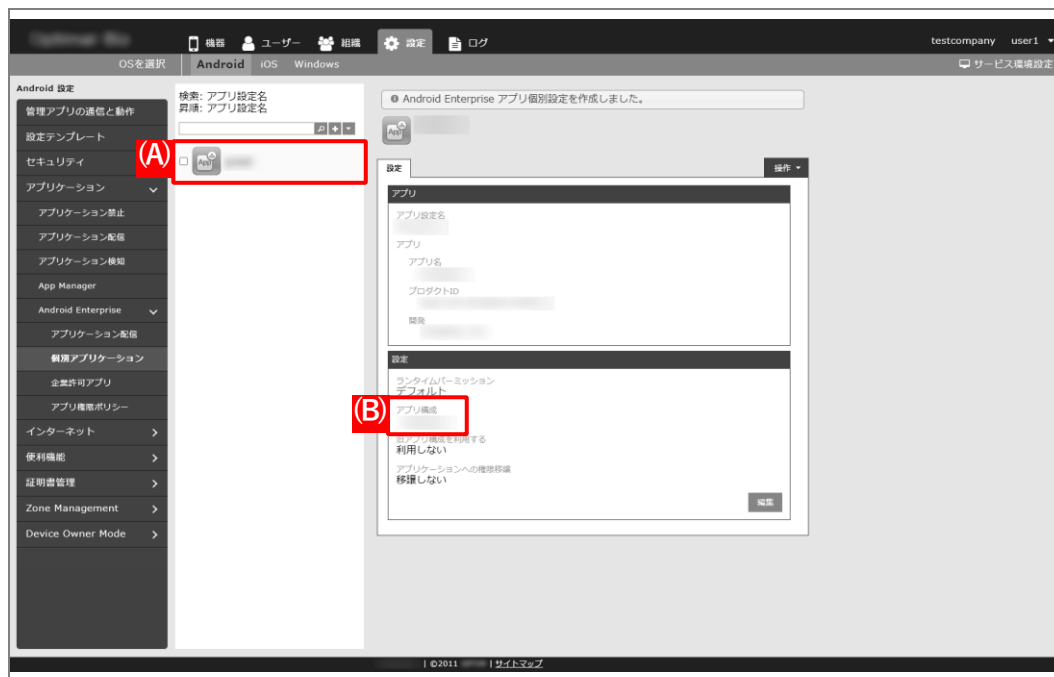 機器 ユーザー 組織 設定 ログ testcompany user1
OSを選択 Android iOS Windows サービス環境設定
Android 設定
管理アプリの通信と動作
設定テンプレート
セキュリティ
アプリケーション
アプリケーション禁止
アプリケーション配信
アプリケーション検知
App Manager
Android Enterprise
アプリケーション配信
個別アプリケーション
企業許可アプリ
アプリ権限ポリシー
インターネット
便利機能
証明書管理
Zone Management
Device Owner Mode
検索: アプリ設定名
昇順: アプリ設定名
(A)
App
Android Enterprise アプリ個別設定を作成しました。
App
設定 操作
アプリ
アプリ設定名
アプリ
アプリ名
プロダクトID
開発
設定
ランタイムパーミッション
デフォルト
(B)
アプリ構成
旧アプリ構成を利用する
利用しない
アプリケーションへの権限移譲
移譲しない
編集
| ©2011 | サイトマップ